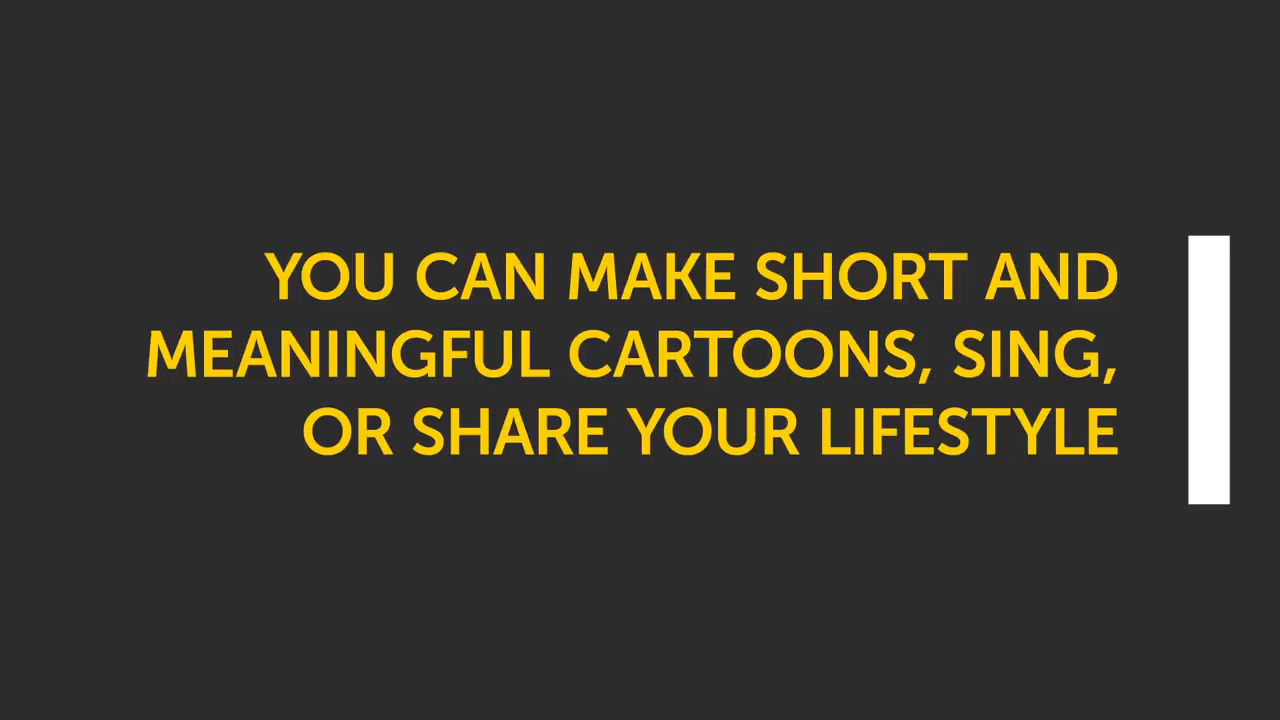 YOU CAN MAKE SHORT AND
MEANINGFUL CARTOONS, SING,
OR SHARE YOUR LIFESTYLE